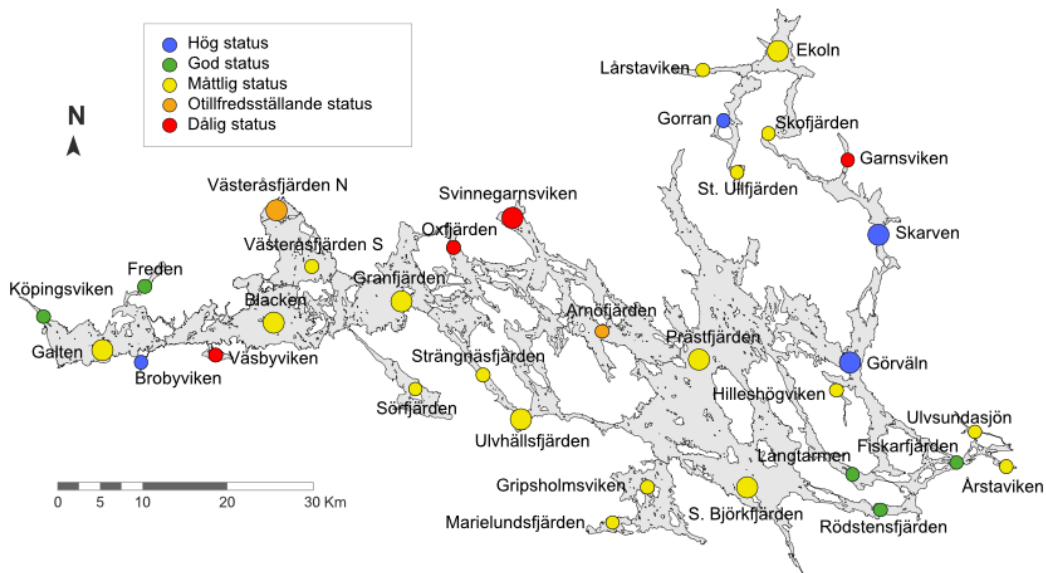 Hög status
God status
Måttlig status
Otillfredsställande status
Dålig status
N
Ekoln
Lårstaviken
Gorran
Skofjärden
Garnsviken
St. Ullfjärden
Västeråsfjärden N
Svinnegarnsviken
Oxfjärden
Skarven
Västeråsfjärden S
Freden
Granfjärden
Köpingsviken
Blacken
Arnöfjärden
Prästfjärden
Galten
Väsbyviken
Strängnäsfjärden
Görväln
Brobyviken
Hilleshögviken
Sörfjärden
Ulvsundasjön
Ulvhällsfjärden
Fiskarfjärden
Långtarmen
Gripsholmsviken
Årstaviken
0 5 10 20 30 Km
S. Björkfjärden
Marielundsfjärden
Rödstensfjärden